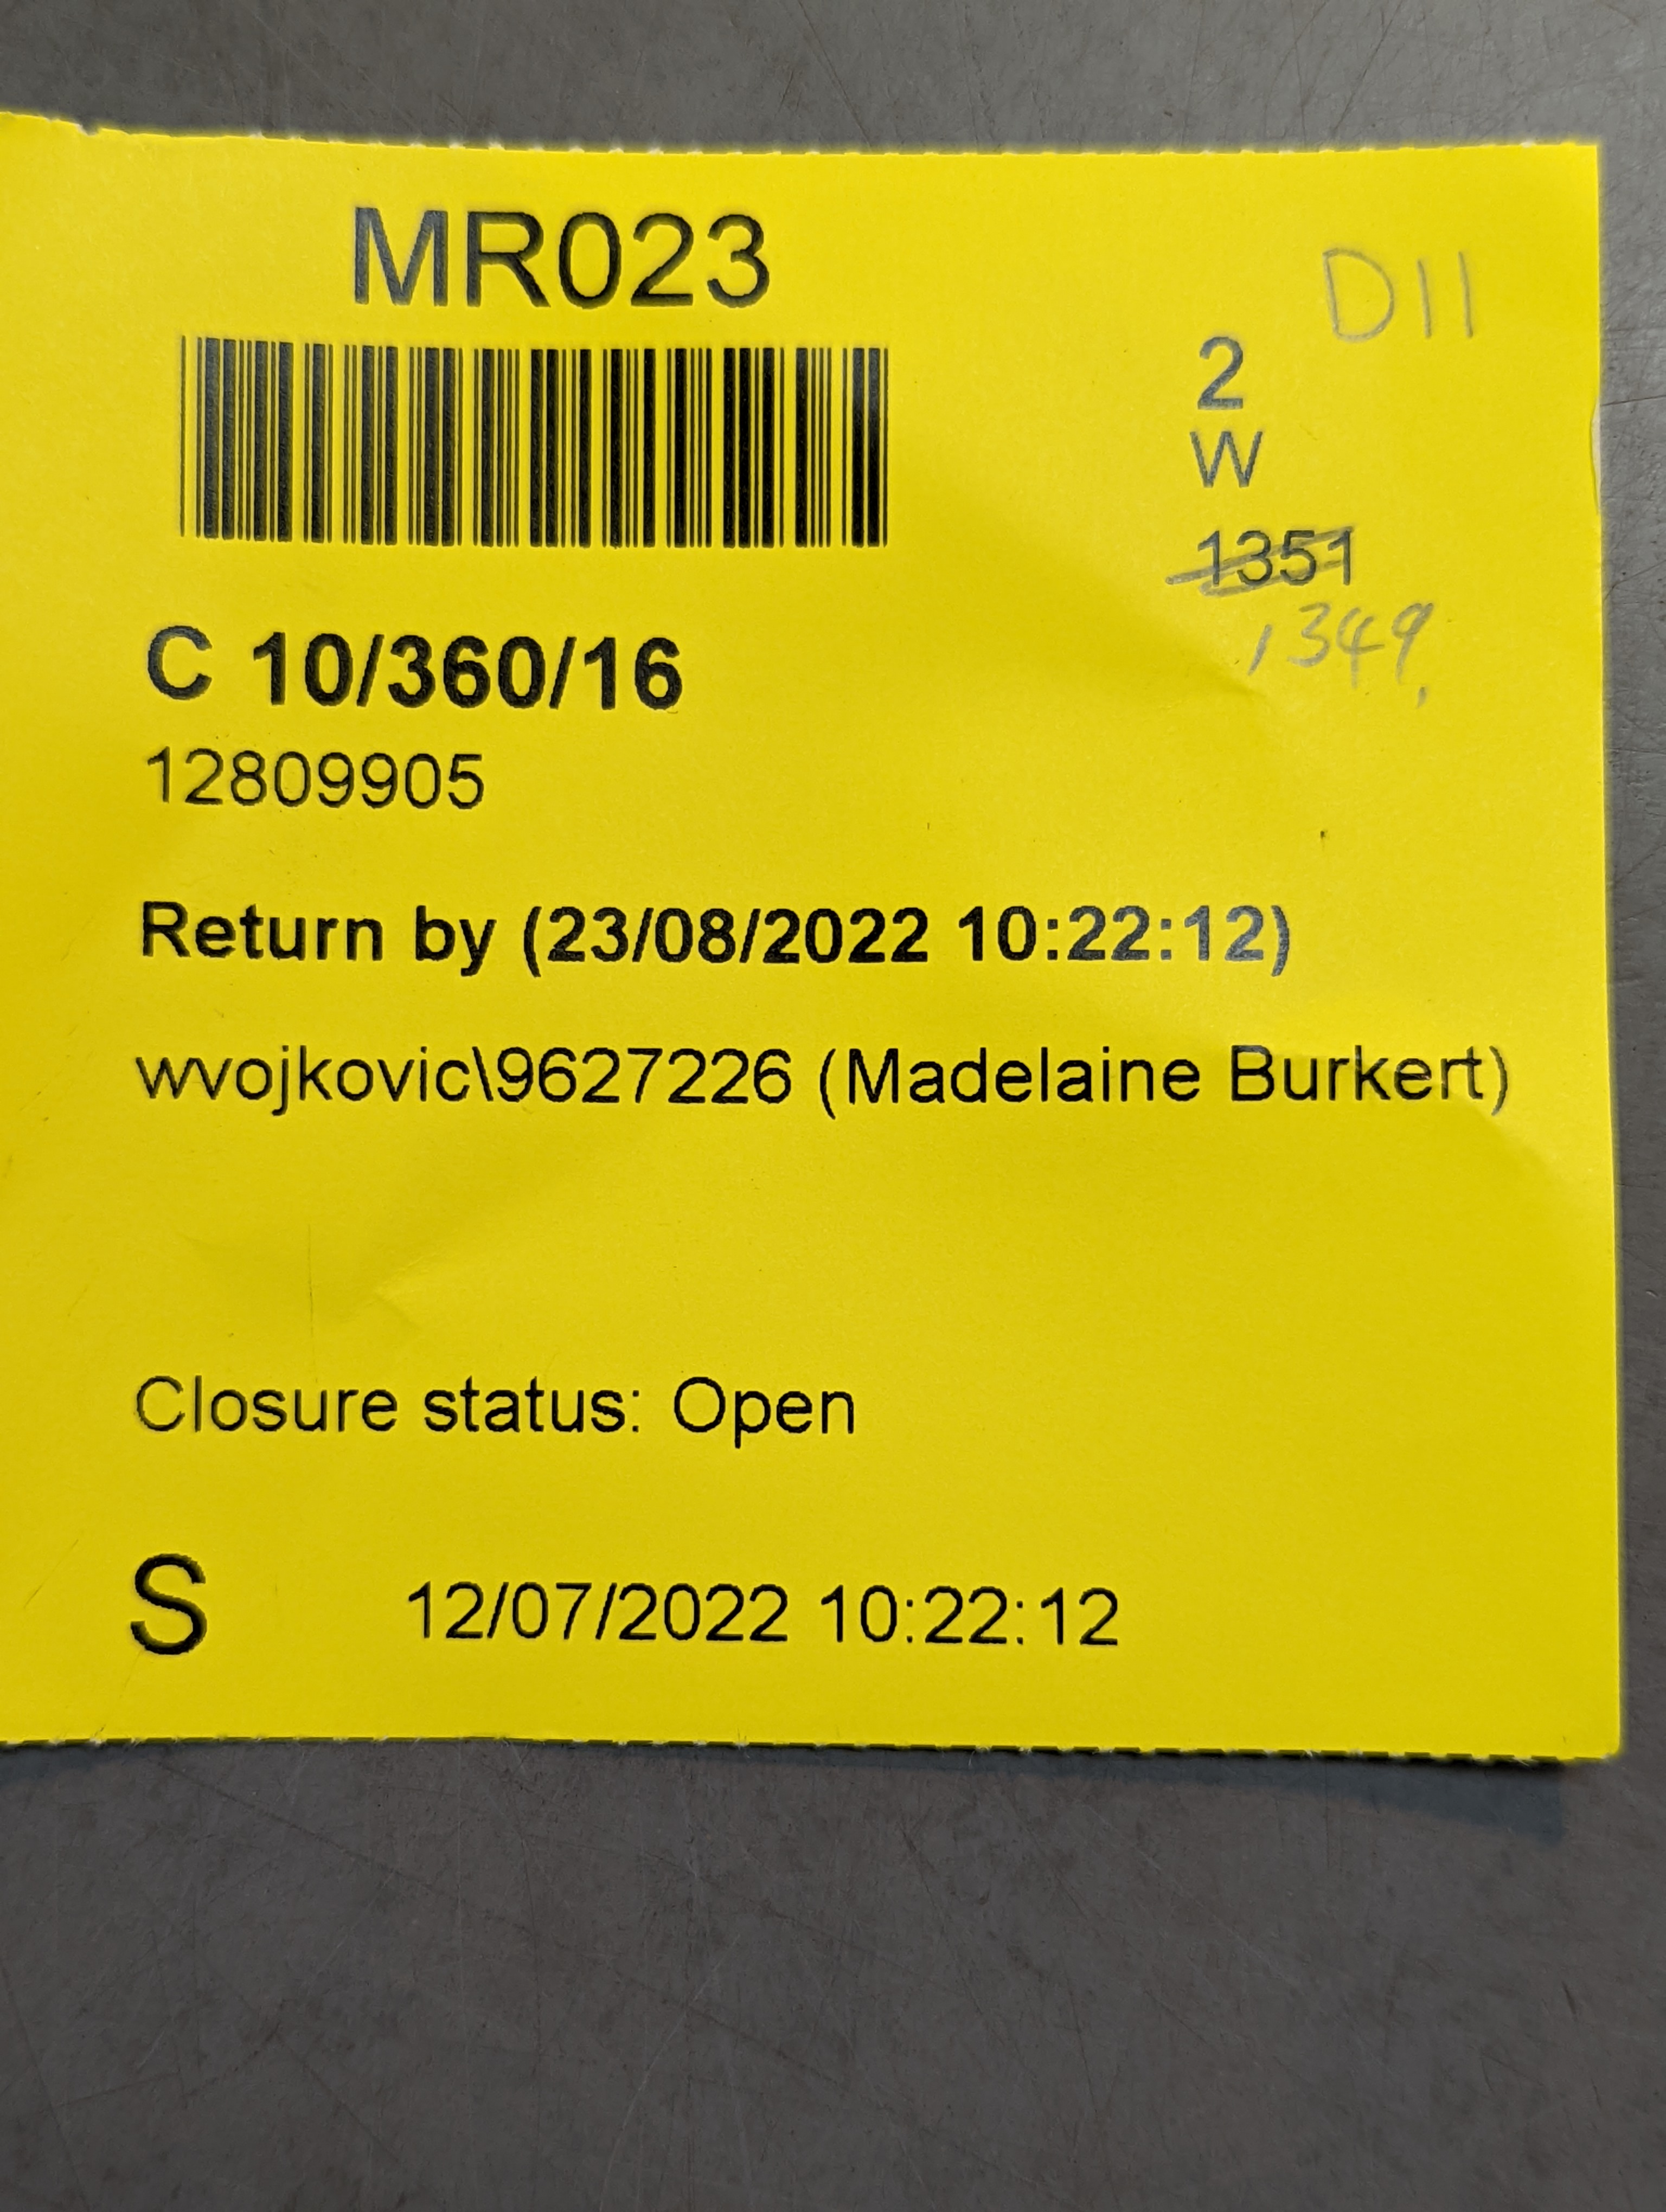 MR023
D11
2
W
1351
1349.
C 10/360/16
12809905
Return by (23/08/2022 10:22:12)
wvojkovic\9627226 (Madelaine Burkert)
Closure status: Open
S 12/07/2022 10:22:12